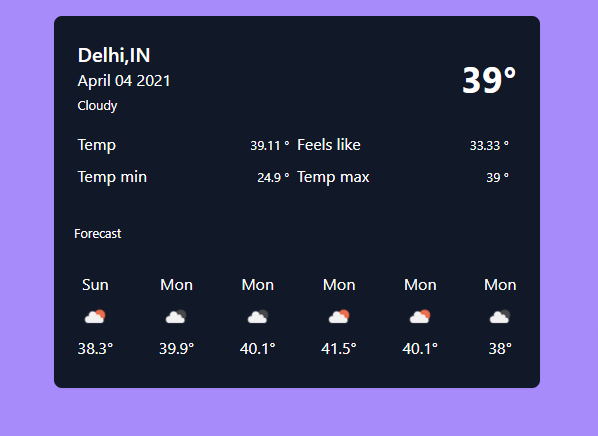 Delhi,IN
April 04 2021
Cloudy
39°
Temp 39.11 ° Feels like 33.33 °
Temp min 24.9 ° Temp max 39 °
Forecast
Sun Mon Mon Mon Mon Mon
38.3° 39.9° 40.1° 41.5° 40.1° 38°